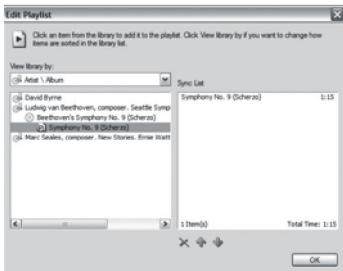 Edit Playlist
Click an item from the library to add it to the playlist. Click View library by if you want to change how
items are sorted in the library list.
View library by:
Artist \ Album
David Byrne
Ludwig van Beethoven, composer. Seattle Symp
Beethoven's Symphony No. 9 (Scherzo)
Symphony No. 9 (Scherzo)
Marc Seales, composer. New Stories. Ernie Watt
Sync List
Symphony No. 9 (Scherzo) 1:15
1 Item(s) Total Time: 1:15
OK